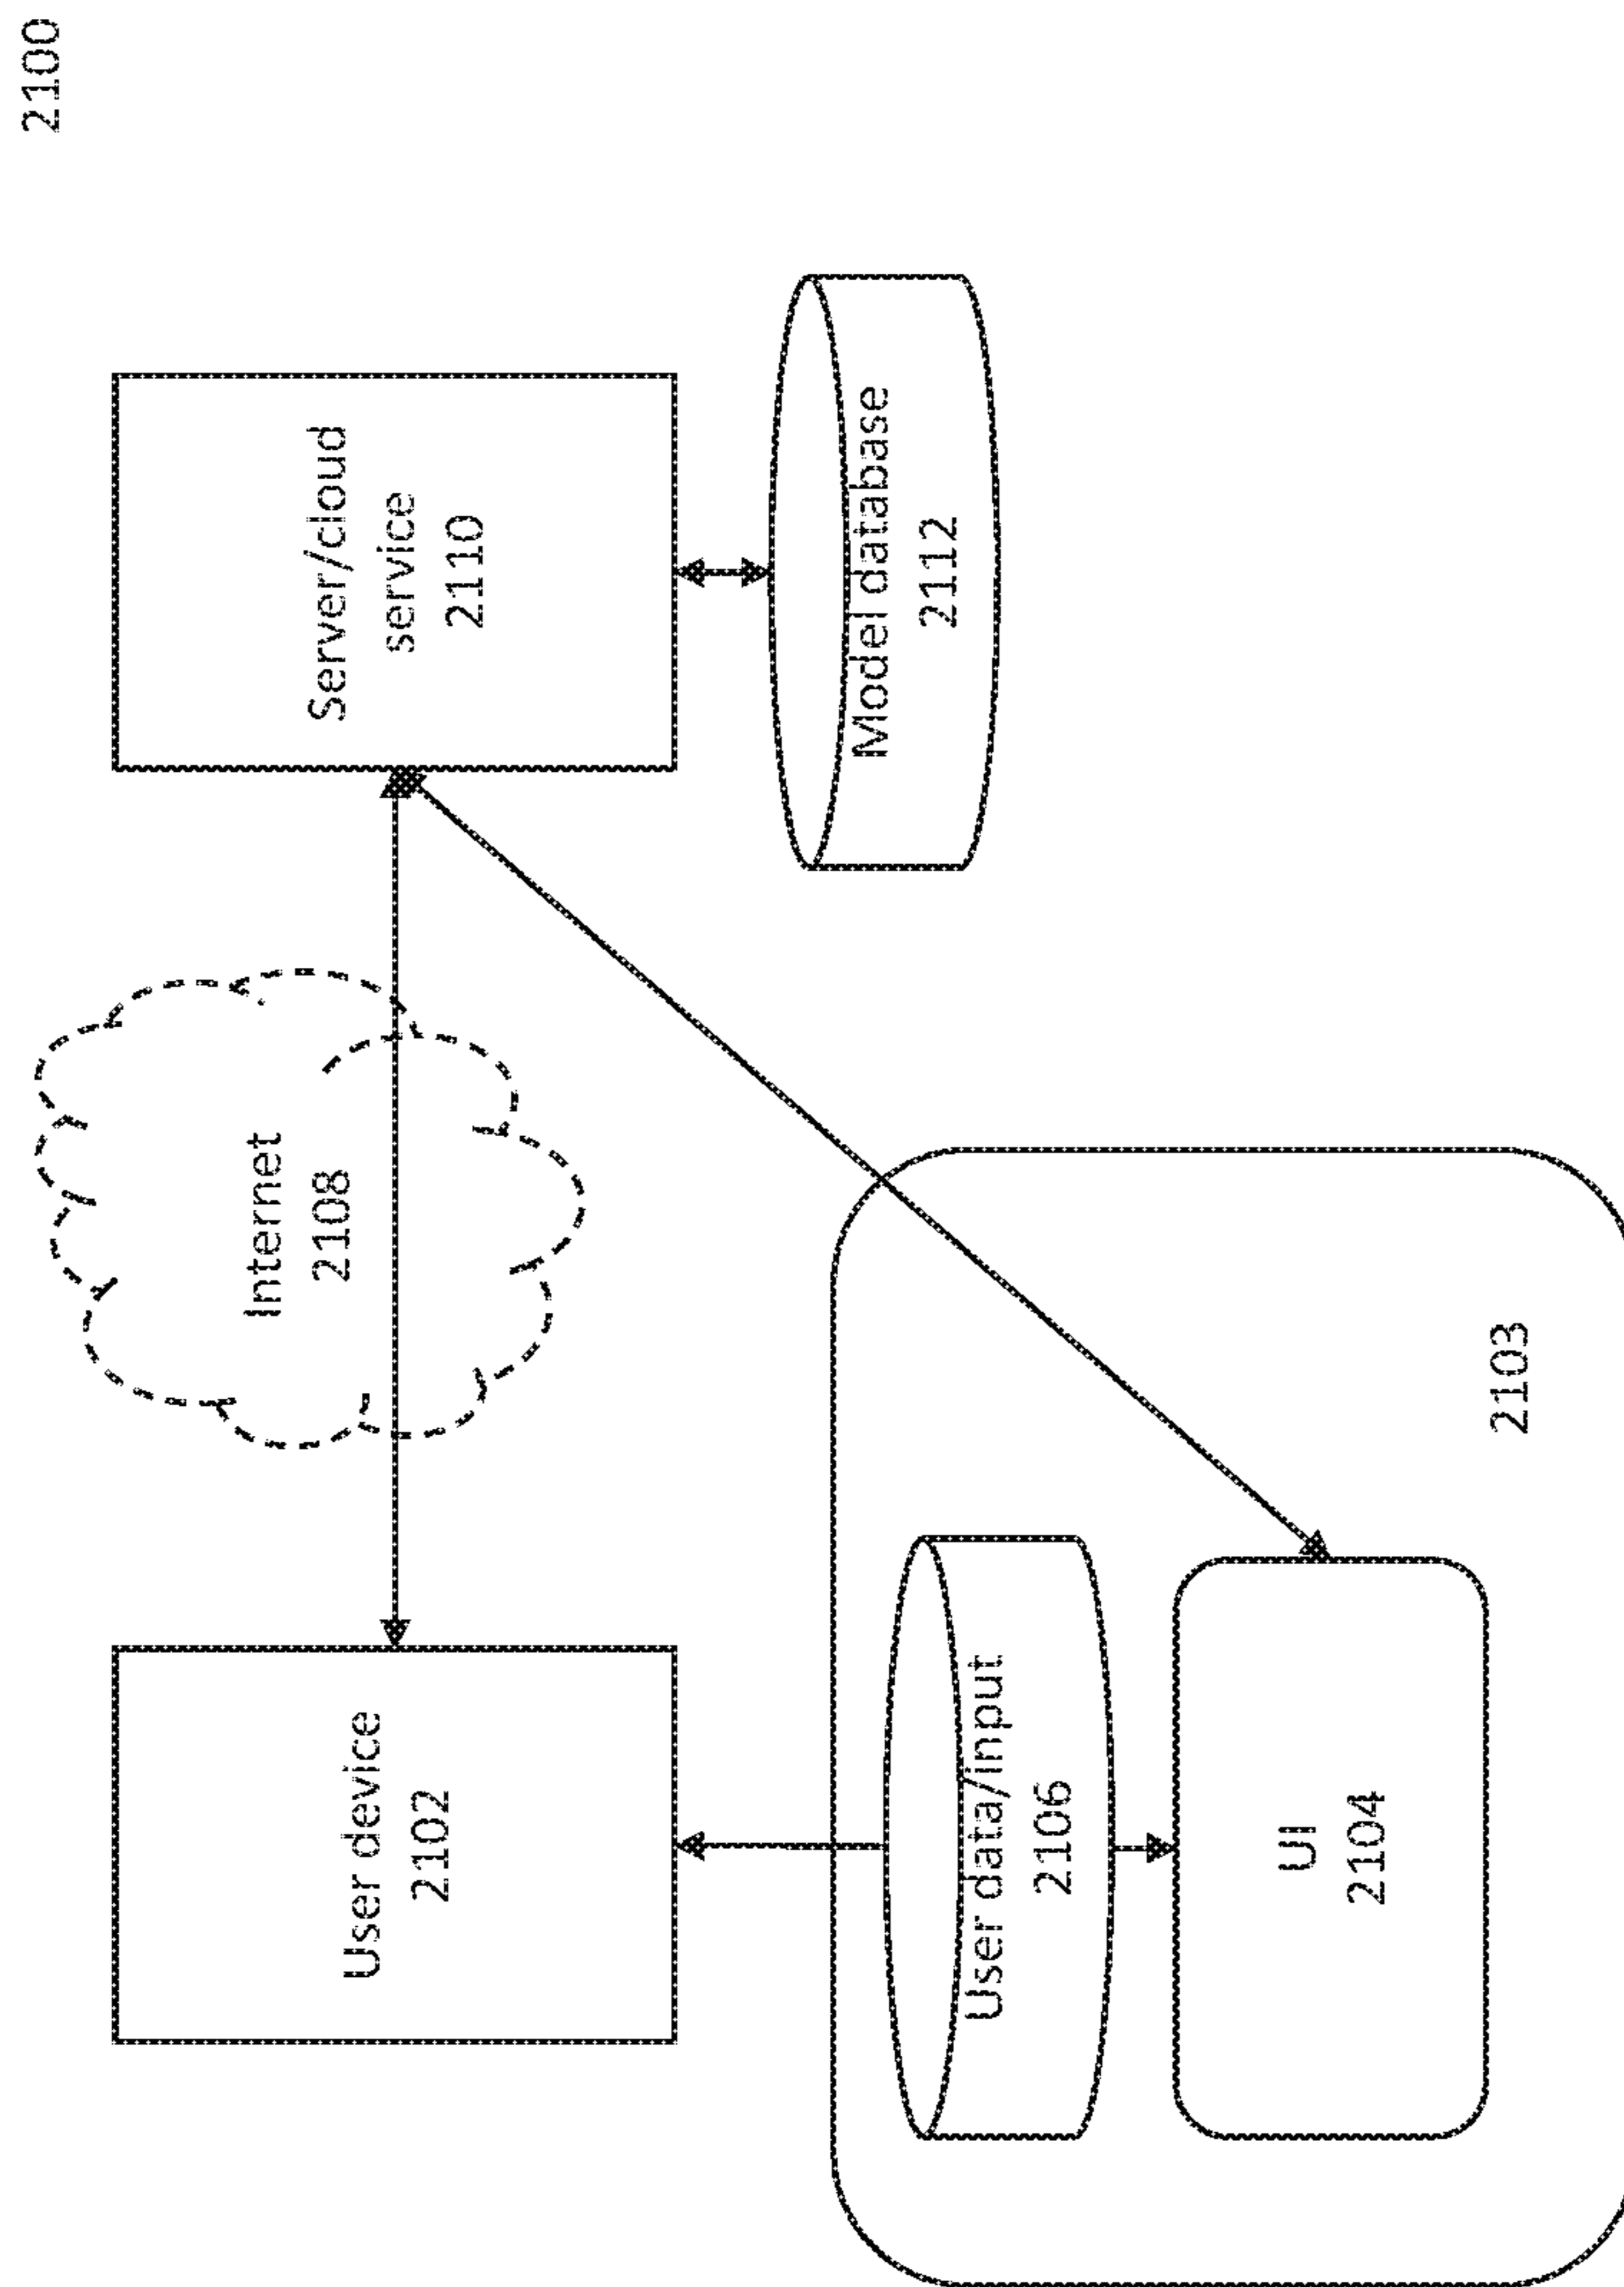 2100
User device
2102
Internet
2108
Server/cloud
service
2110
User data/input
2106
Model database
2112
UI
2104
2103